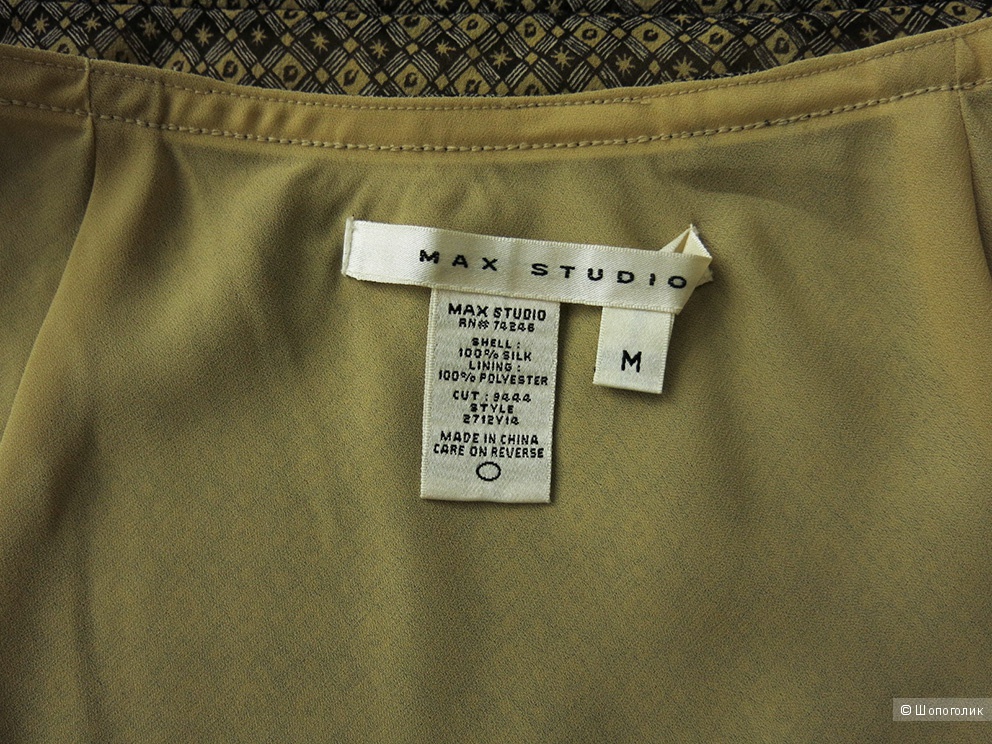 MAX STUDIO
MAX STUDIO
RN# 74246
SHELL :
100% SILK
LINING :
100% POLYESTER
CUT : 9444
STYLE
2712Y14
MADE IN CHINA
CARE ON REVERSE
M
© Шопоголик